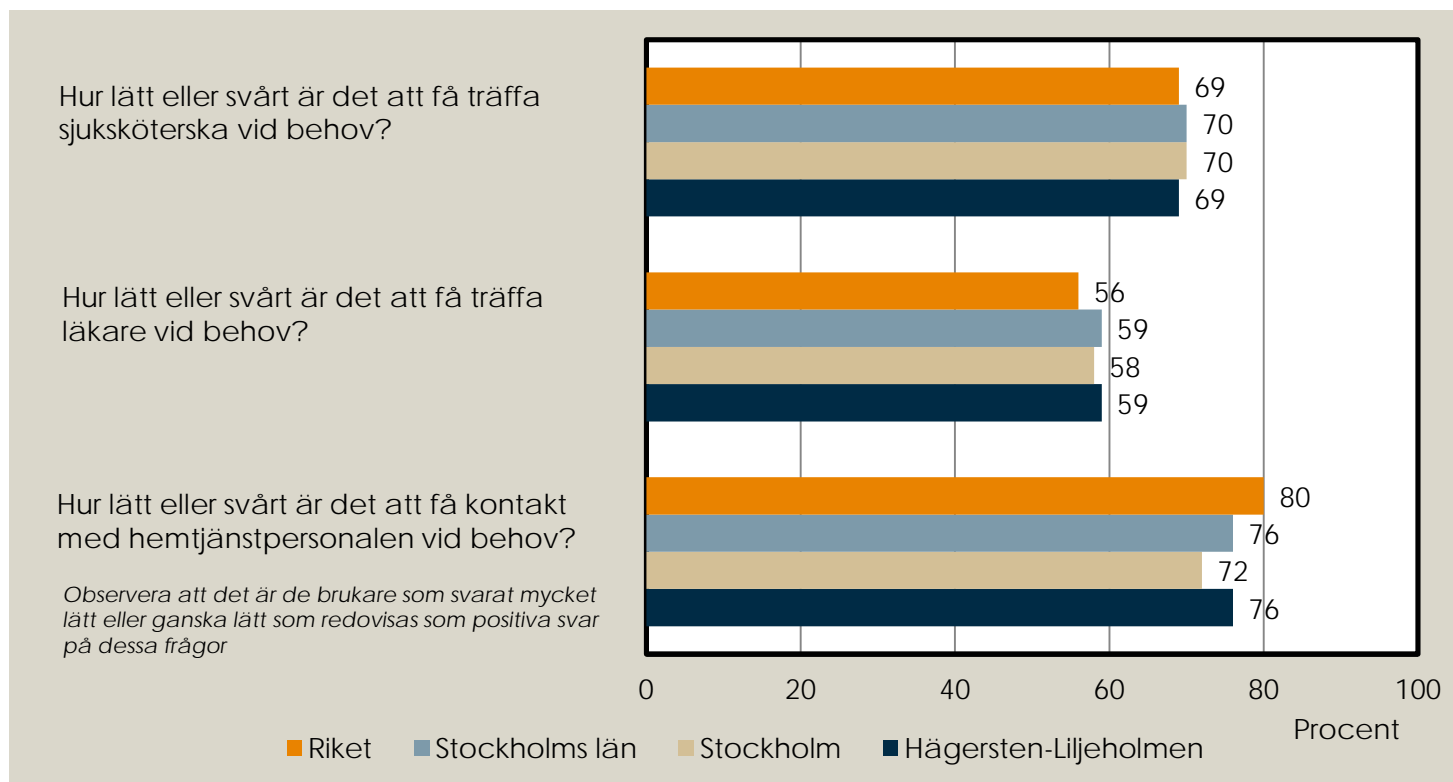 Hur lätt eller svårt är det att få träffa
sjuksköterska vid behov?
69
70
70
69
Hur lätt eller svårt är det att få träffa
läkare vid behov?
56
59
58
59
Hur lätt eller svårt är det att få kontakt
med hemtjänstpersonalen vid behov?
Observera att det är de brukare som svarat mycket
lätt eller ganska lätt som redovisas som positiva svar
på dessa frågor
80
76
72
76
0 20 40 60 80 100
Procent
Riket Stockholms län Stockholm Hägersten-Liljeholmen